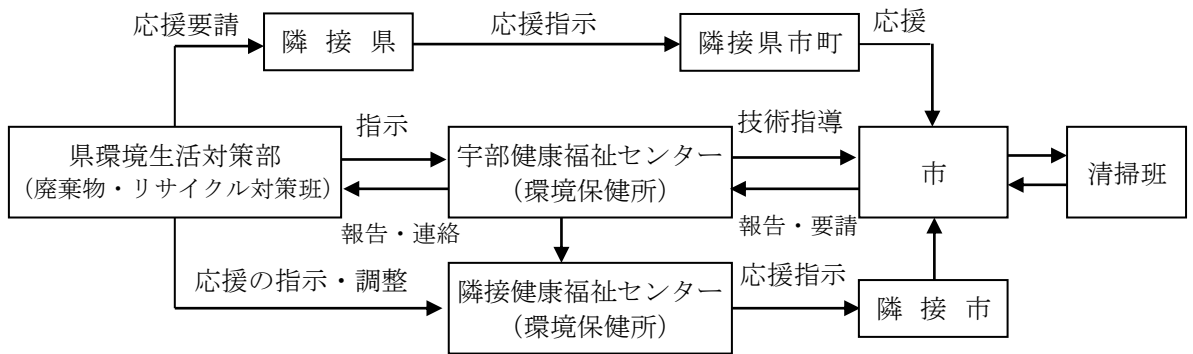 応援要請
隣接県
応援指示
隣接県市町
応援
県環境生活対策部
（廃棄物・リサイクル対策班）
指示
宇部健康福祉センター
（環境保健所）
技術指導
市
清掃班
報告・連絡
報告・要請
応援の指示・調整
隣接健康福祉センター
（環境保健所）
応援指示
隣接市